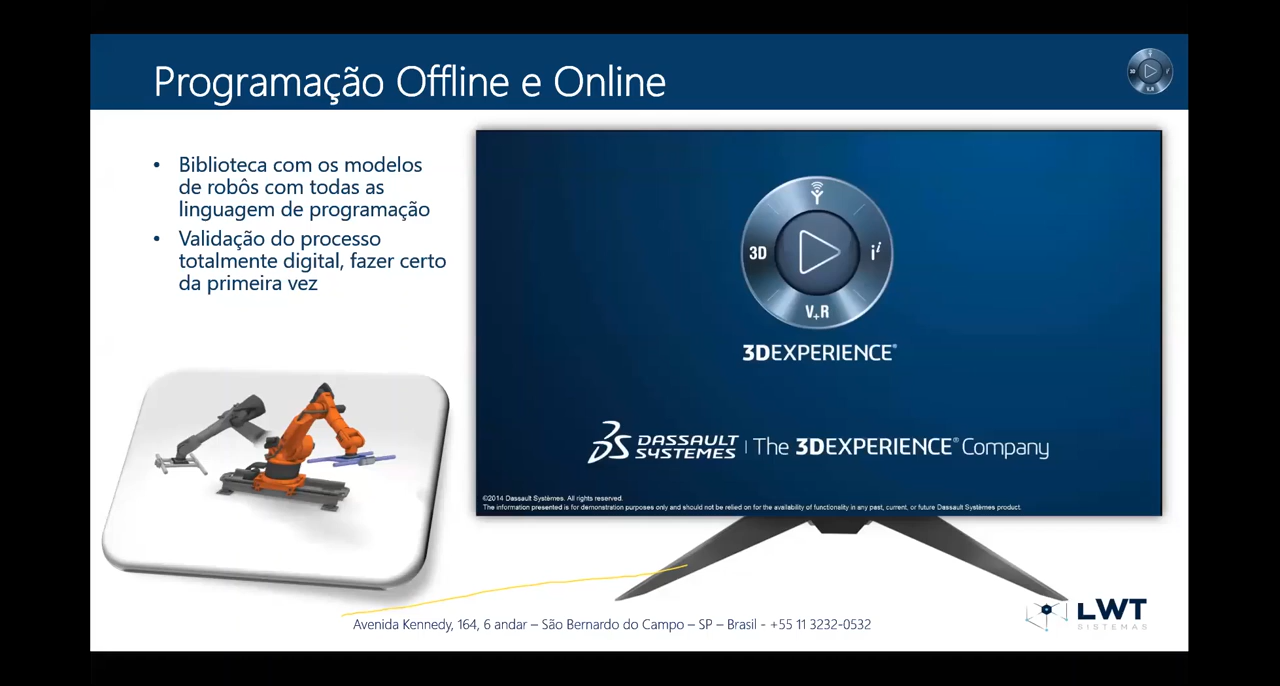 Programação Offline e Online
3D
V,R
i
• Biblioteca com os modelos
de robôs com todas as
linguagem de programação
• Validação do processo
totalmente digital, fazer certo
da primeira vez
3D
iⁱ
V+R
3DEXPERIENCE®
DASSAULT
SYSTEMES
The 3DEXPERIENCE® Company
©2014 Dassault Systèmes. All rights reserved.
The information presented is for demonstration purposes only and should not be relied on for the availability of functionality in any past, current, or future Dassault Systèmes product.
Avenida Kennedy, 164, 6 andar – São Bernardo do Campo – SP – Brasil - +55 11 3232-0532
LWT
SISTEMAS